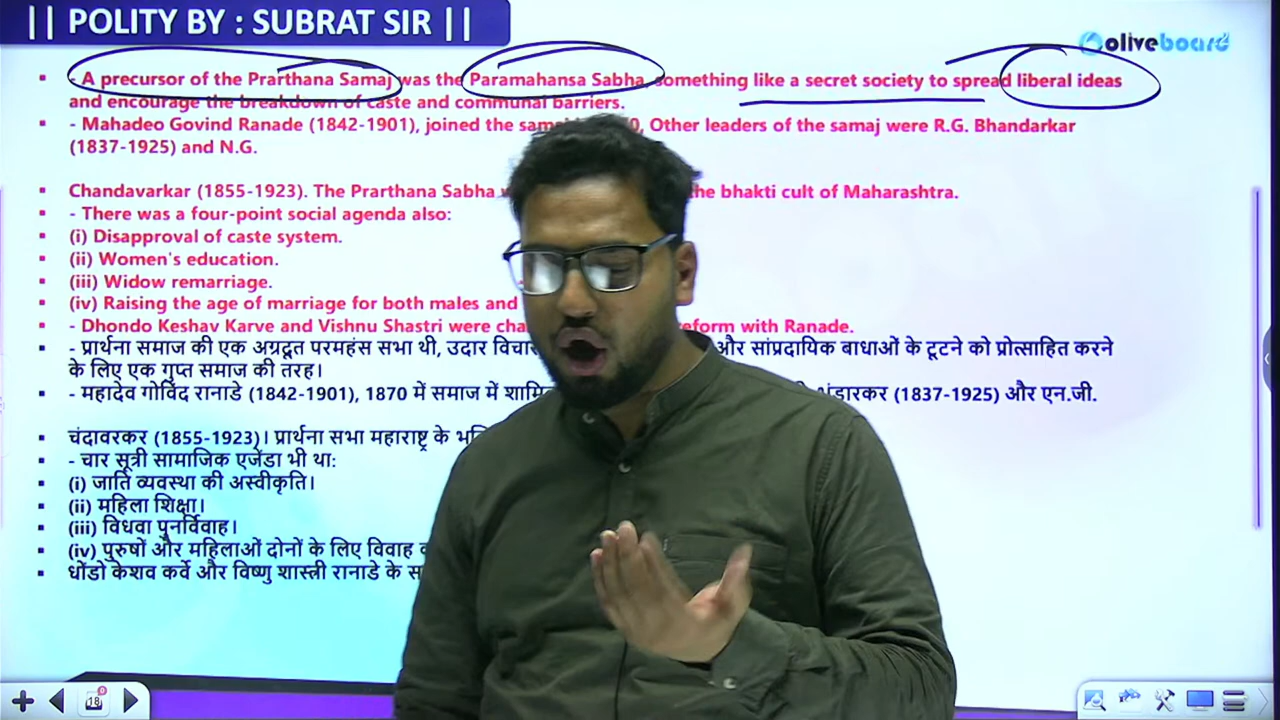 || POLITY BY : SUBRAT SIR ||
oliveboard
- A precursor of the Prarthana Samaj was the Paramahansa Sabha, something like a secret society to spread liberal ideas
and encourage the breakdown of caste and communal barriers.
- Mahadeo Govind Ranade (1842-1901), joined the 0, Other leaders of the samaj were R.G. Bhandarkar
(1837-1925) and N.G.
Chandavarkar (1855-1923). The Prarthana Sabha the bhakti cult of Maharashtra.
- There was a four-point social agenda also:
(i) Disapproval of caste system.
(ii) Women's education.
(iii) Widow remarriage.
(iv) Raising the age of marriage for both males and
- Dhondo Keshav Karve and Vishnu Shastri were reform with Ranade.
- प्रार्थना समाज की एक अग्रदूत परमहंस सभा थी, उदार और सांप्रदायिक बाधाओं के टूटने को प्रोत्साहित करने
के लिए एक गुप्त समाज की तरह।
- महादेव गोविंद रानाडे (1842-1901), 1870 में समाज में भंडारकर (1837-1925) और एन.जी.
चंदावरकर (1855-1923)। प्रार्थना सभा महाराष्ट्र के
- चार सूत्री सामाजिक एजेंडा भी था:
(i) जाति व्यवस्था की अस्वीकृति।
(ii) महिला शिक्षा।
(iii) विधवा पुनर्विवाह।
(iv) पुरुषों और महिलाओं दोनों के लिए विवाह
धोंडो केशव कर्वे और विष्णु शास्त्री रानाडे के
18